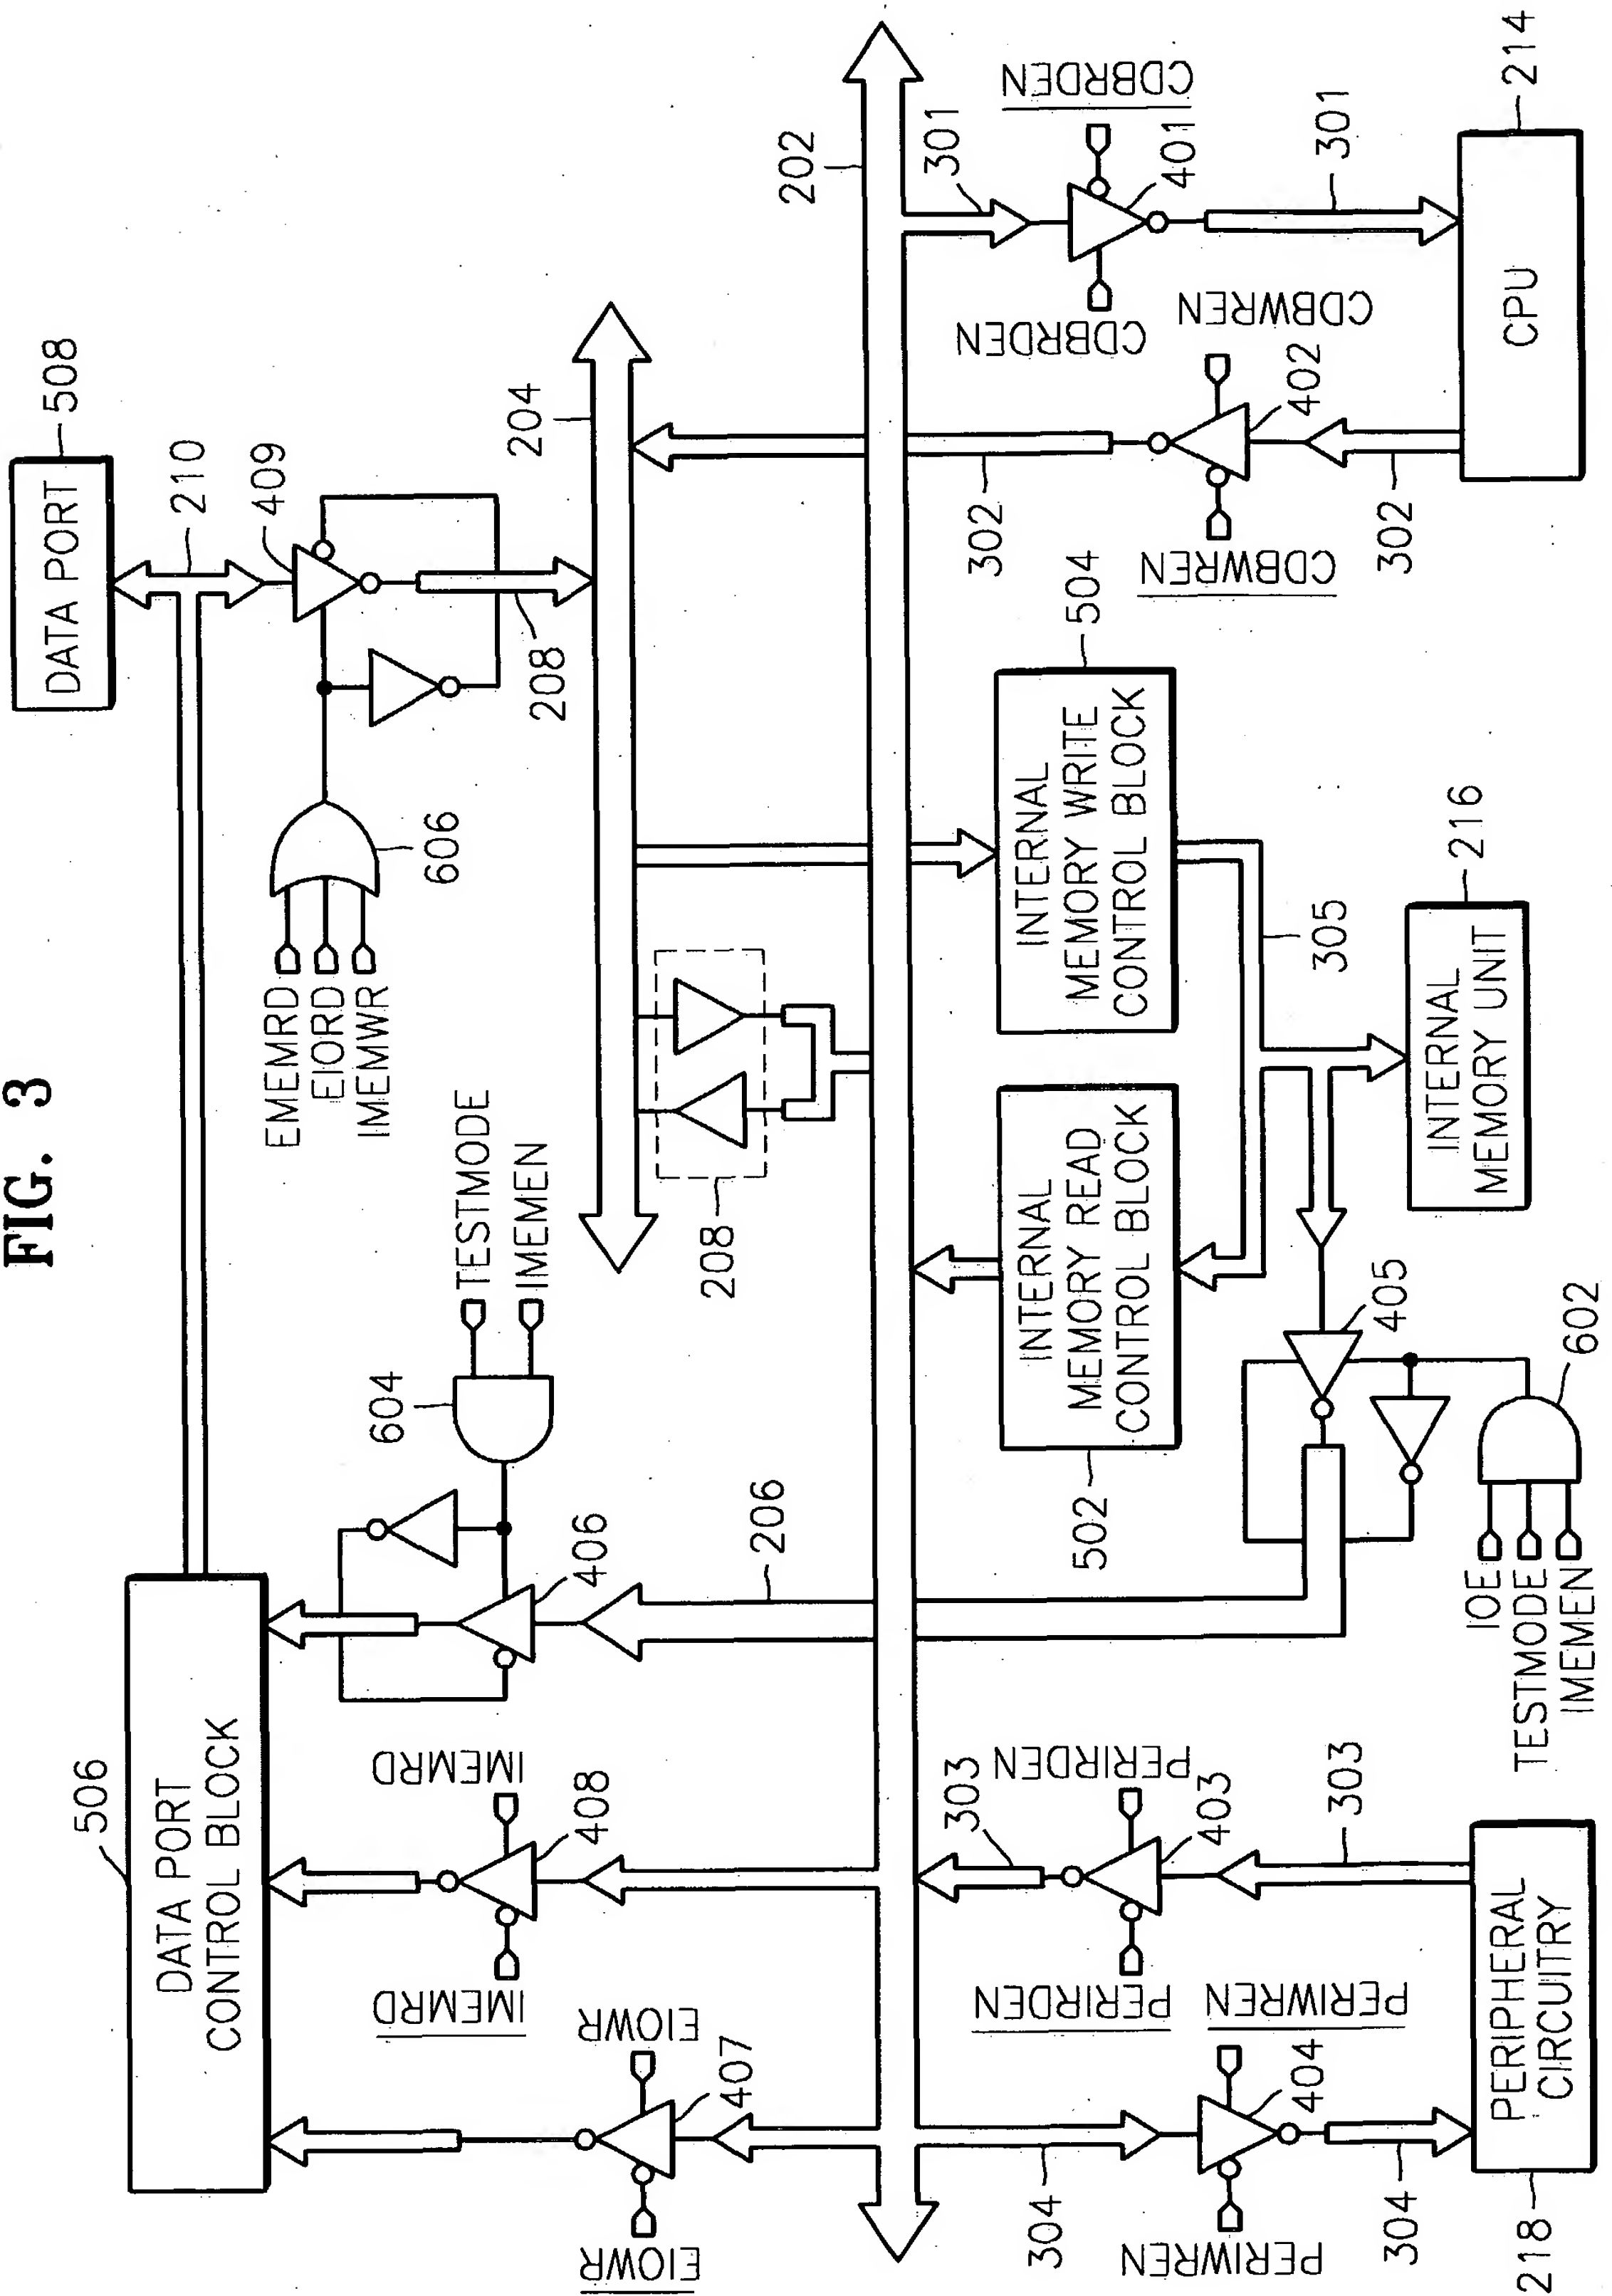 FIG. 3
DATA PORT
508
210
409
EMEMRD
EIORD
IMEMWR
606
208
204
506
DATA PORT
CONTROL BLOCK
604
TESTMODE
IMEMEN
406
206
IMEMRD
408
IMEMRD
EIOWR
407
EIOWR
208
202
301
CDBRDEN
401
CDBRDEN
301
CDBWREN
402
302
CDBWREN
302
CPU
214
504
INTERNAL
MEMORY WRITE
CONTROL BLOCK
INTERNAL
MEMORY READ
CONTROL BLOCK
502
305
216
INTERNAL
MEMORY UNIT
405
602
IOE
TESTMODE
IMEMEN
303
PERIRDEN
403
PERIRDEN
303
304
PERIWREN
404
PERIWREN
304
PERIPHERAL
CIRCUITRY
218